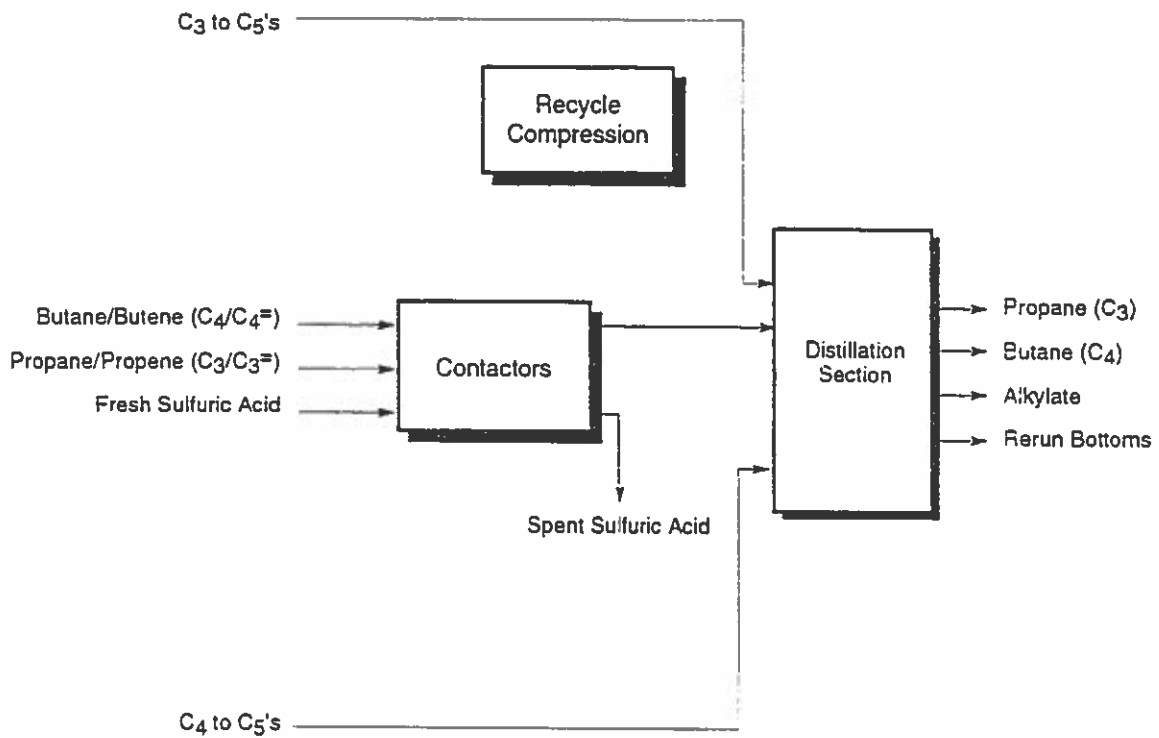 C3 to C5's
Recycle
Compression
Butane/Butene (C4/C4=)
Propane/Propene (C3/C3=)
Fresh Sulfuric Acid
Contactors
Distillation
Section
Propane (C3)
Butane (C4)
Alkylate
Rerun Bottoms
Spent Sulfuric Acid
C4 to C5's